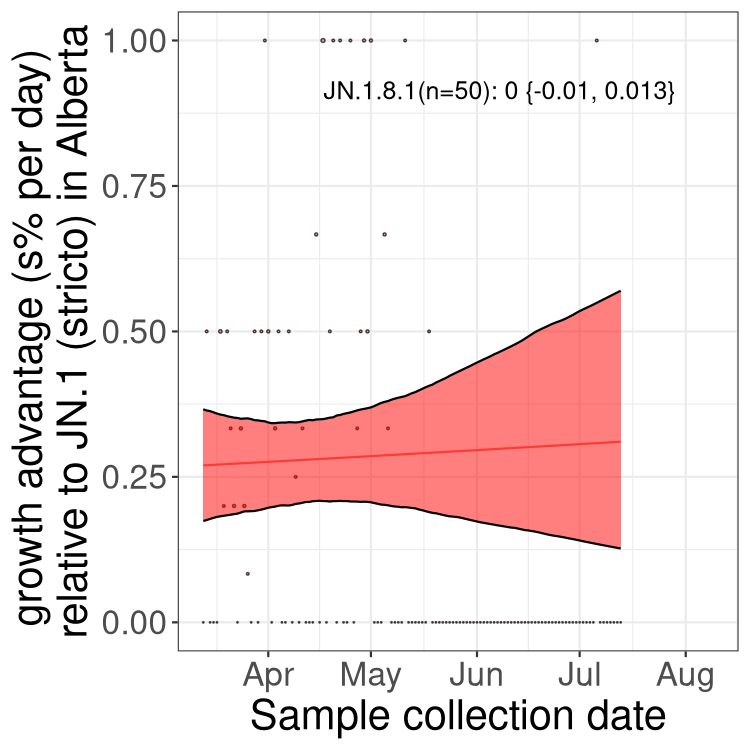 growth advantage (s% per day)
relative to JN.1 (stricto) in Alberta
1.00
0.75
0.50
0.25
0.00
JN.1.8.1(n=50): 0 {-0.01, 0.013}
Apr May Jun Jul Aug
Sample collection date